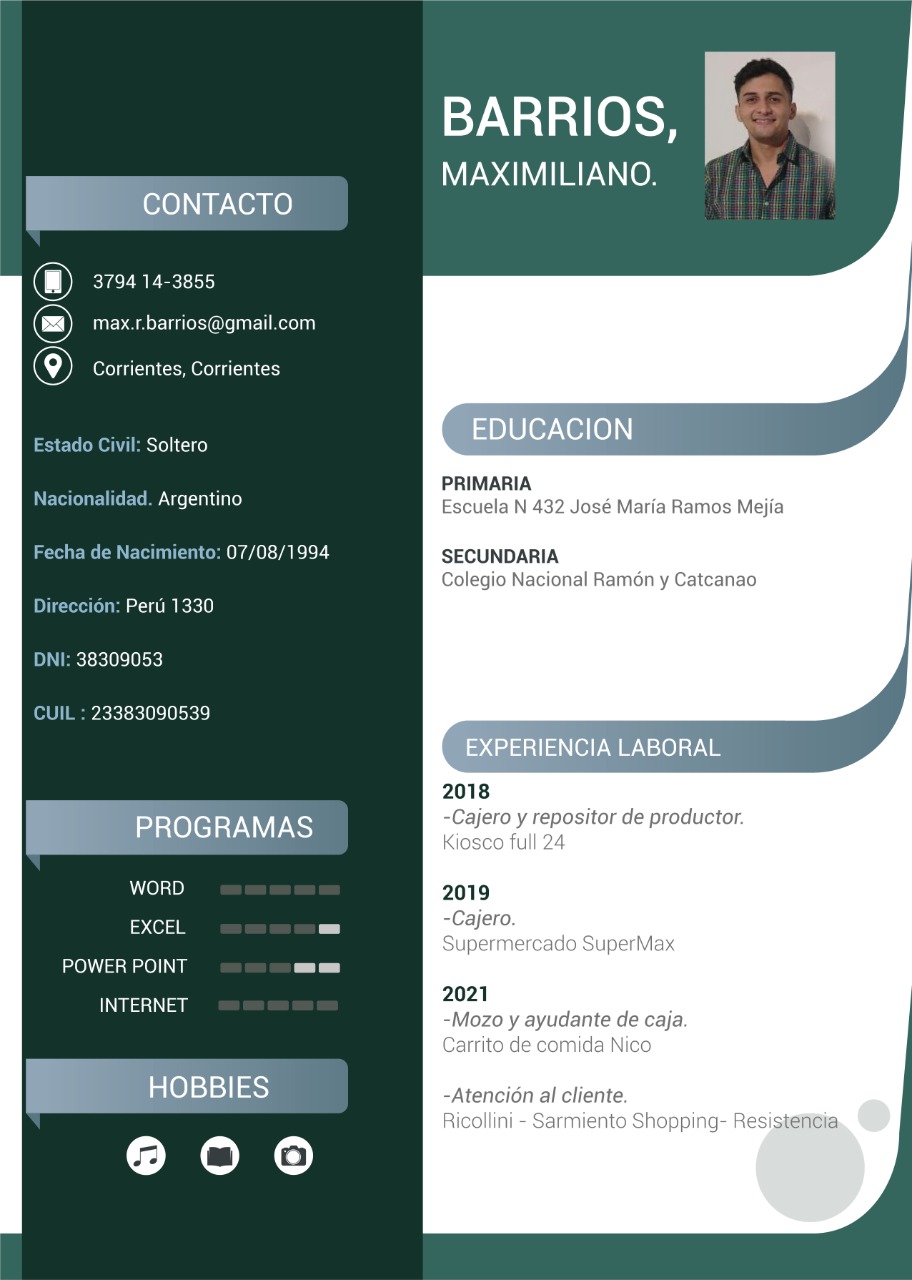 BARRIOS,
MAXIMILIANO.
CONTACTO
3794 14-3855
max.r.barrios@gmail.com
Corrientes, Corrientes
Estado Civil: Soltero
Nacionalidad. Argentino
Fecha de Nacimiento: 07/08/1994
Dirección: Perú 1330
DNI: 38309053
CUIL : 23383090539
PROGRAMAS
WORD
EXCEL
POWER POINT
INTERNET
HOBBIES
EDUCACION
PRIMARIA
Escuela N 432 José María Ramos Mejía
SECUNDARIA
Colegio Nacional Ramón y Catcanao
EXPERIENCIA LABORAL
2018
-Cajero y repositor de productor.
Kiosco full 24
2019
-Cajero.
Supermercado SuperMax
2021
-Mozo y ayudante de caja.
Carrito de comida Nico
-Atención al cliente.
Ricollini - Sarmiento Shopping- Resistencia